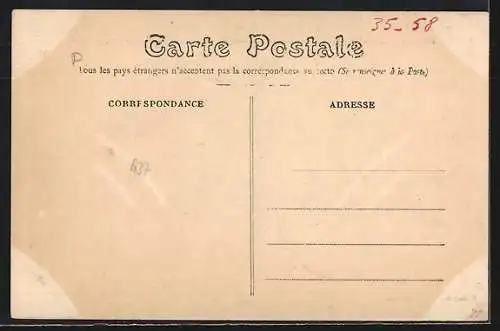 35-58
P
Carte Postale
Tous les pays étrangers n'acceptent pas la correspondance au recto (Se renseigner à la Poste)
CORRESPONDANCE
ADRESSE
437